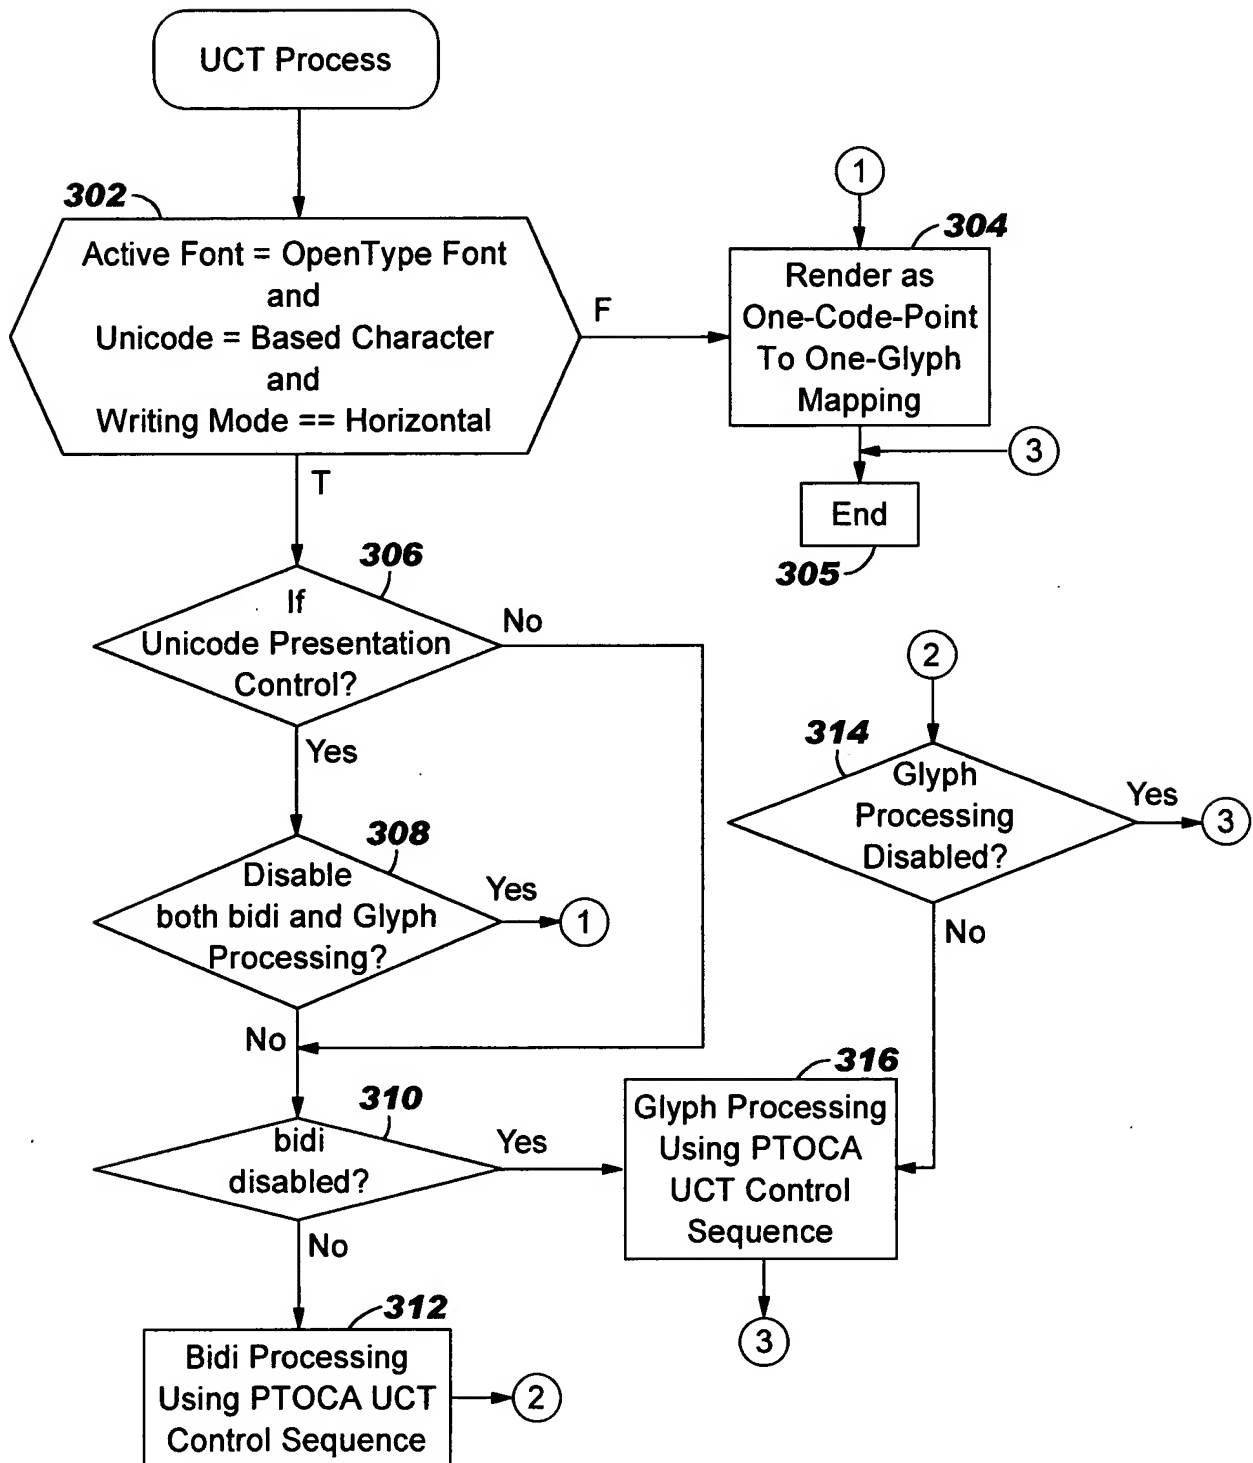 UCT Process
302
Active Font = OpenType Font
and
Unicode = Based Character
and
Writing Mode == Horizontal
F
T
1
304
Render as
One-Code-Point
To One-Glyph
Mapping
3
End
305
306
If
Unicode Presentation
Control?
No
Yes
308
Disable
both bidi and Glyph
Processing?
Yes
1
No
310
bidi
disabled?
Yes
No
312
Bidi Processing
Using PTOCA UCT
Control Sequence
2
2
314
Glyph
Processing
Disabled?
Yes
3
No
316
Glyph Processing
Using PTOCA
UCT Control
Sequence
3